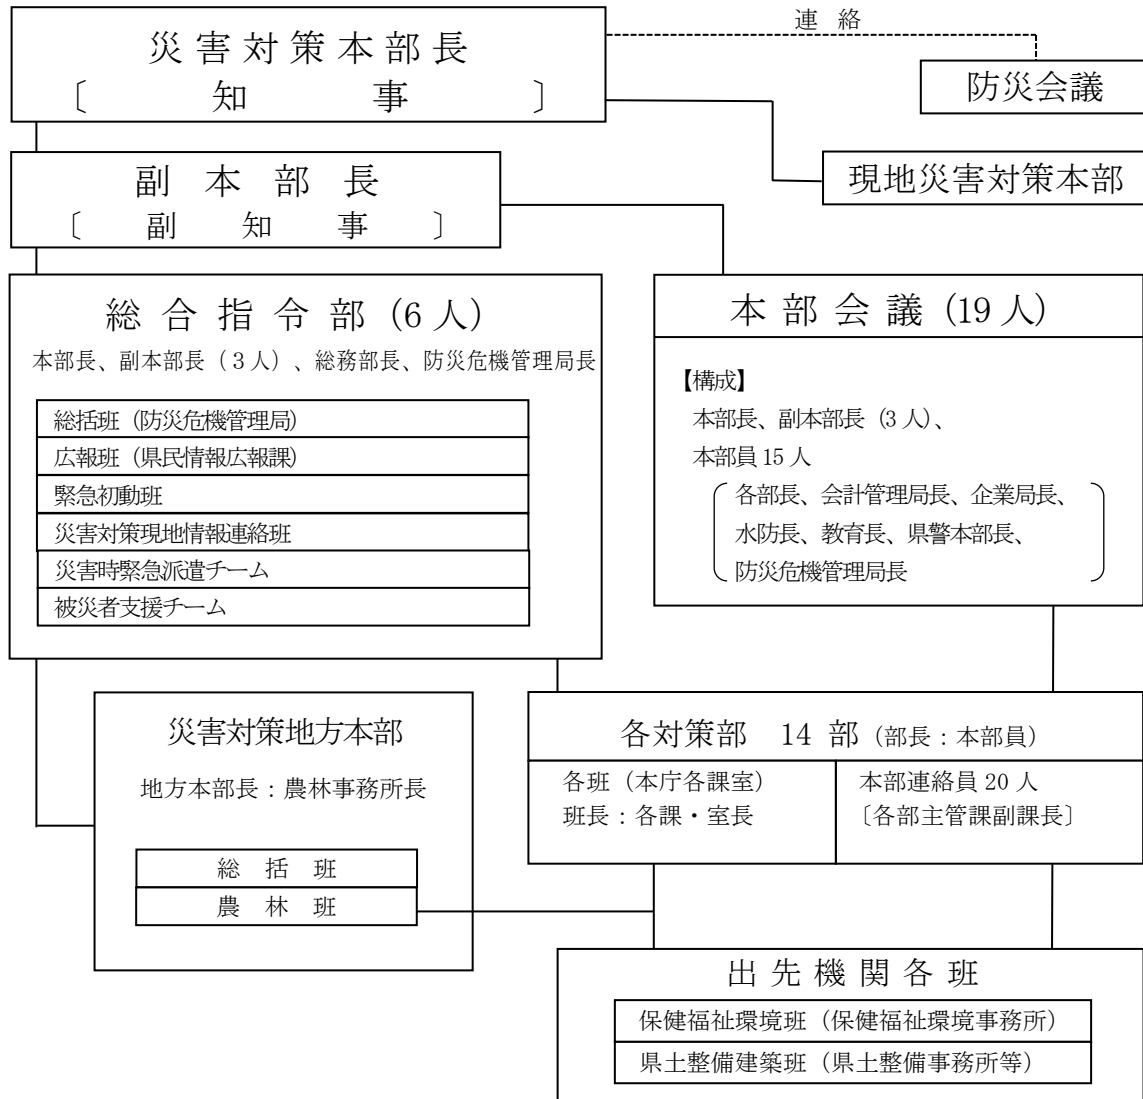 連 絡
災害対策本部長
〔 知 事 〕
防災会議
現地災害対策本部
副 本 部 長
〔 副 知 事 〕
総 合 指 令 部（6 人）
本部長、副本部長（３人）、総務部長、防災危機管理局長
総括班（防災危機管理局）
広報班（県民情報広報課）
緊急初動班
災害対策現地情報連絡班
災害時緊急派遣チーム
被災者支援チーム
本 部 会 議（19 人）
【構成】
本部長、副本部長（3 人）、
本部員 15 人
各部長、会計管理局長、企業局長、
水防長、教育長、県警本部長、
防災危機管理局長
災害対策地方本部
地方本部長：農林事務所長
総 括 班
農 林 班
各対策部 14 部（部長：本部員）
各班（本庁各課室）
班長：各課・室長
本部連絡員 20 人
〔各部主管課副課長〕
出 先 機 関 各 班
保健福祉環境班（保健福祉環境事務所）
県土整備建築班（県土整備事務所等）